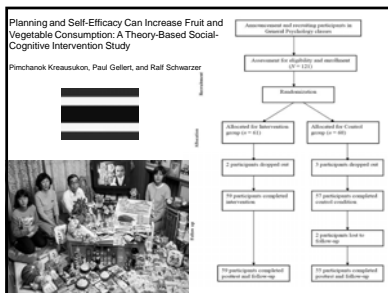 Planning and Self-Efficacy Can Increase Fruit and
Vegetable Consumption: A Theory-Based Social-
Cognitive Intervention Study
Pimchanok Kreausukon, Paul Gellert, and Ralf Schwarzer
Announcement and recruiting participants in
General Psychology classes
Assessment for eligibility and enrollment
(N = 121)
Recruitment
Randomization
Allocated for Intervention
group (n = 61)
Allocated for Control
group (n = 60)
Allocation
2 participants dropped out
3 participants dropped out
59 participants completed
intervention
57 participants completed
control condition
2 participants lost to
follow-up
59 participants completed
posttest and follow-up
55 participants completed
posttest and follow-up